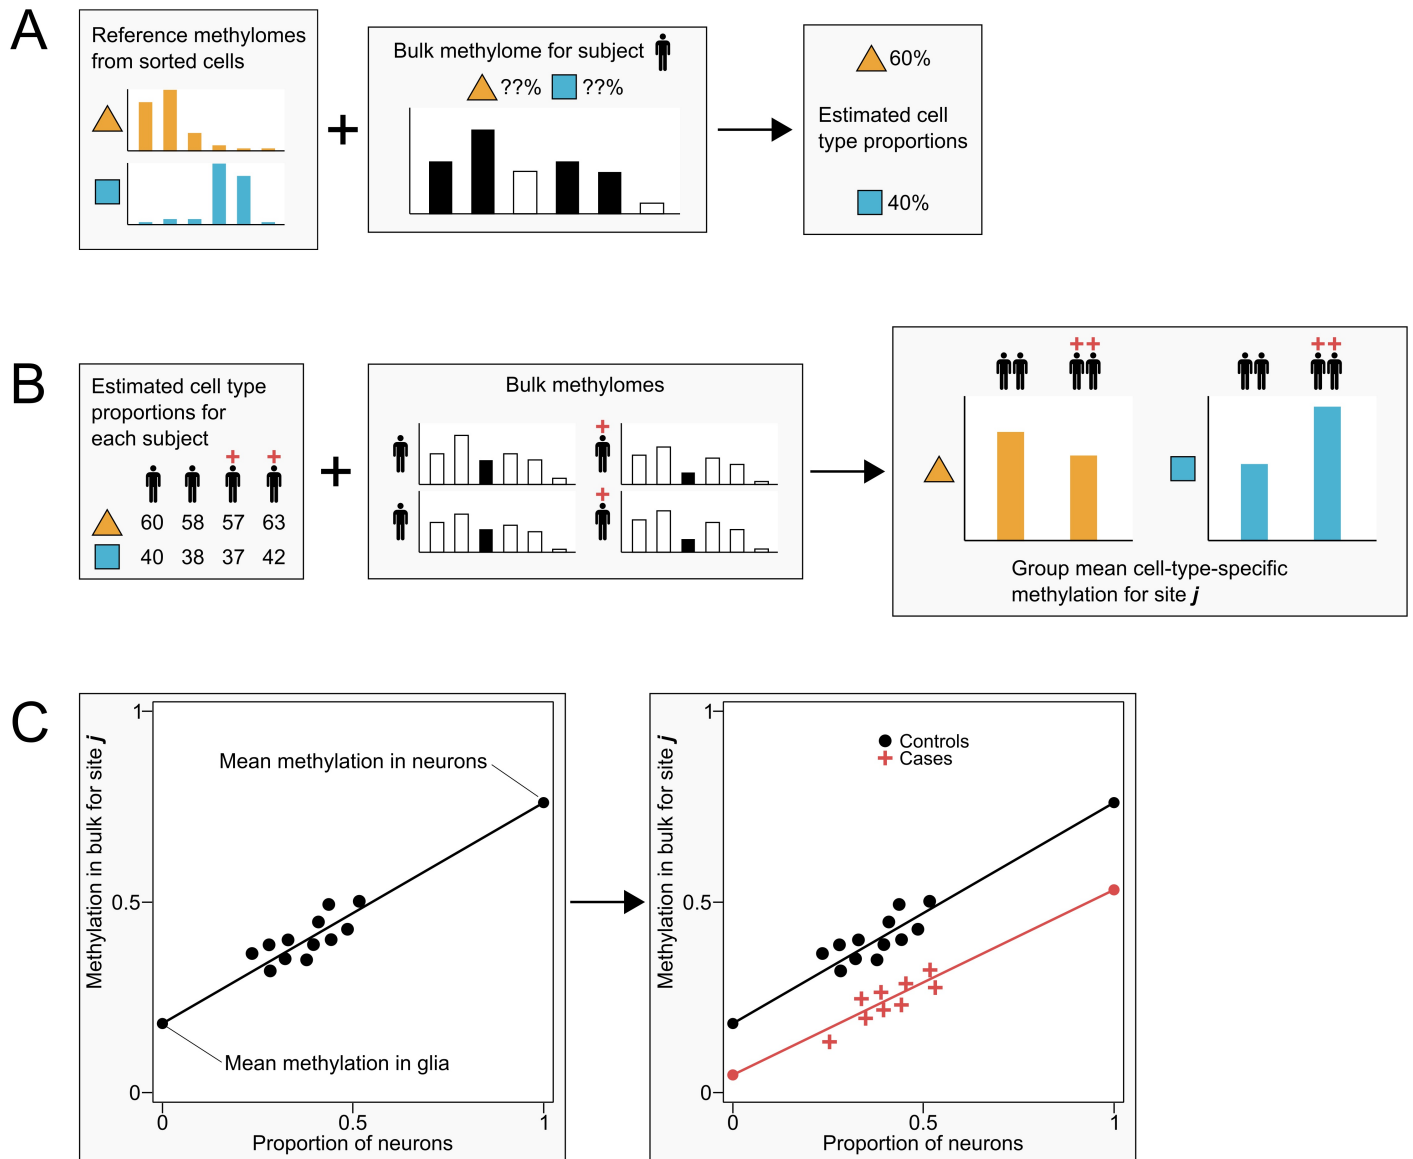 A
Reference methylomes
from sorted cells
+
Bulk methylome for subject
??% ??%
60%
Estimated cell
type proportions
40%
B
Estimated cell type
proportions for
each subject
+ +
60 58 57 63
40 38 37 42
+
Bulk methylomes
+
+
++
++
Group mean cell-type-specific
methylation for site j
C
Methylation in bulk for site j
1
0.5
0
Mean methylation in neurons
Mean methylation in glia
0 0.5 1
Proportion of neurons
Methylation in bulk for site j
1
0.5
0
Controls
Cases
0 0.5 1
Proportion of neurons